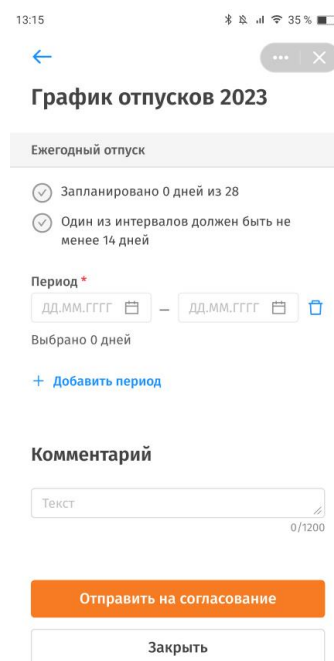 13:15
35 %
График отпусков 2023
Ежегодный отпуск
Запланировано 0 дней из 28
Один из интервалов должен быть не
менее 14 дней
Период *
ДД.ММ.ГГГГ – ДД.ММ.ГГГГ
Выбрано 0 дней
+ Добавить период
Комментарий
Текст
0/1200
Отправить на согласование
Закрыть